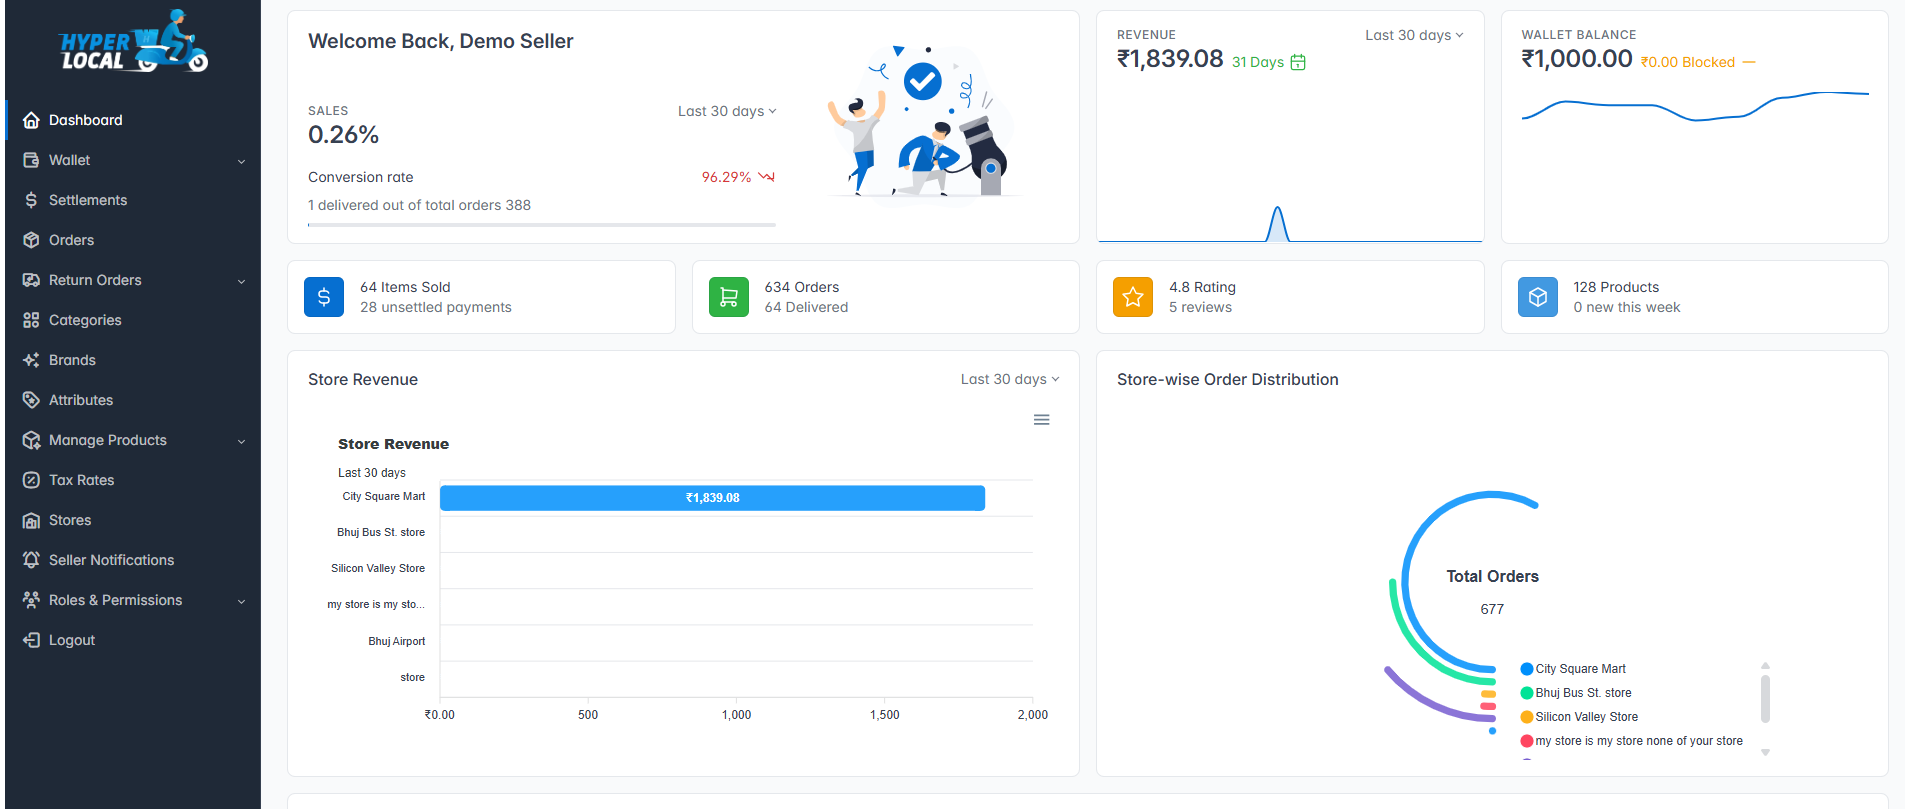 HYPER
LOCAL
Dashboard
Wallet
Settlements
Orders
Return Orders
Categories
Brands
Attributes
Manage Products
Tax Rates
Stores
Seller Notifications
Roles & Permissions
Logout
Welcome Back, Demo Seller
SALES
Last 30 days
0.26%
Conversion rate
96.29%
1 delivered out of total orders 388
REVENUE
Last 30 days
₹1,839.08 31 Days
WALLET BALANCE
₹1,000.00 ₹0.00 Blocked
64 Items Sold
28 unsettled payments
634 Orders
64 Delivered
4.8 Rating
5 reviews
128 Products
0 new this week
Store Revenue
Last 30 days
Store Revenue
Last 30 days
City Square Mart
₹1,839.08
Bhuj Bus St. store
Silicon Valley Store
my store is my sto...
Bhuj Airport
store
₹0.00 500 1,000 1,500 2,000
Store-wise Order Distribution
Total Orders
677
City Square Mart
Bhuj Bus St. store
Silicon Valley Store
my store is my store none of your store